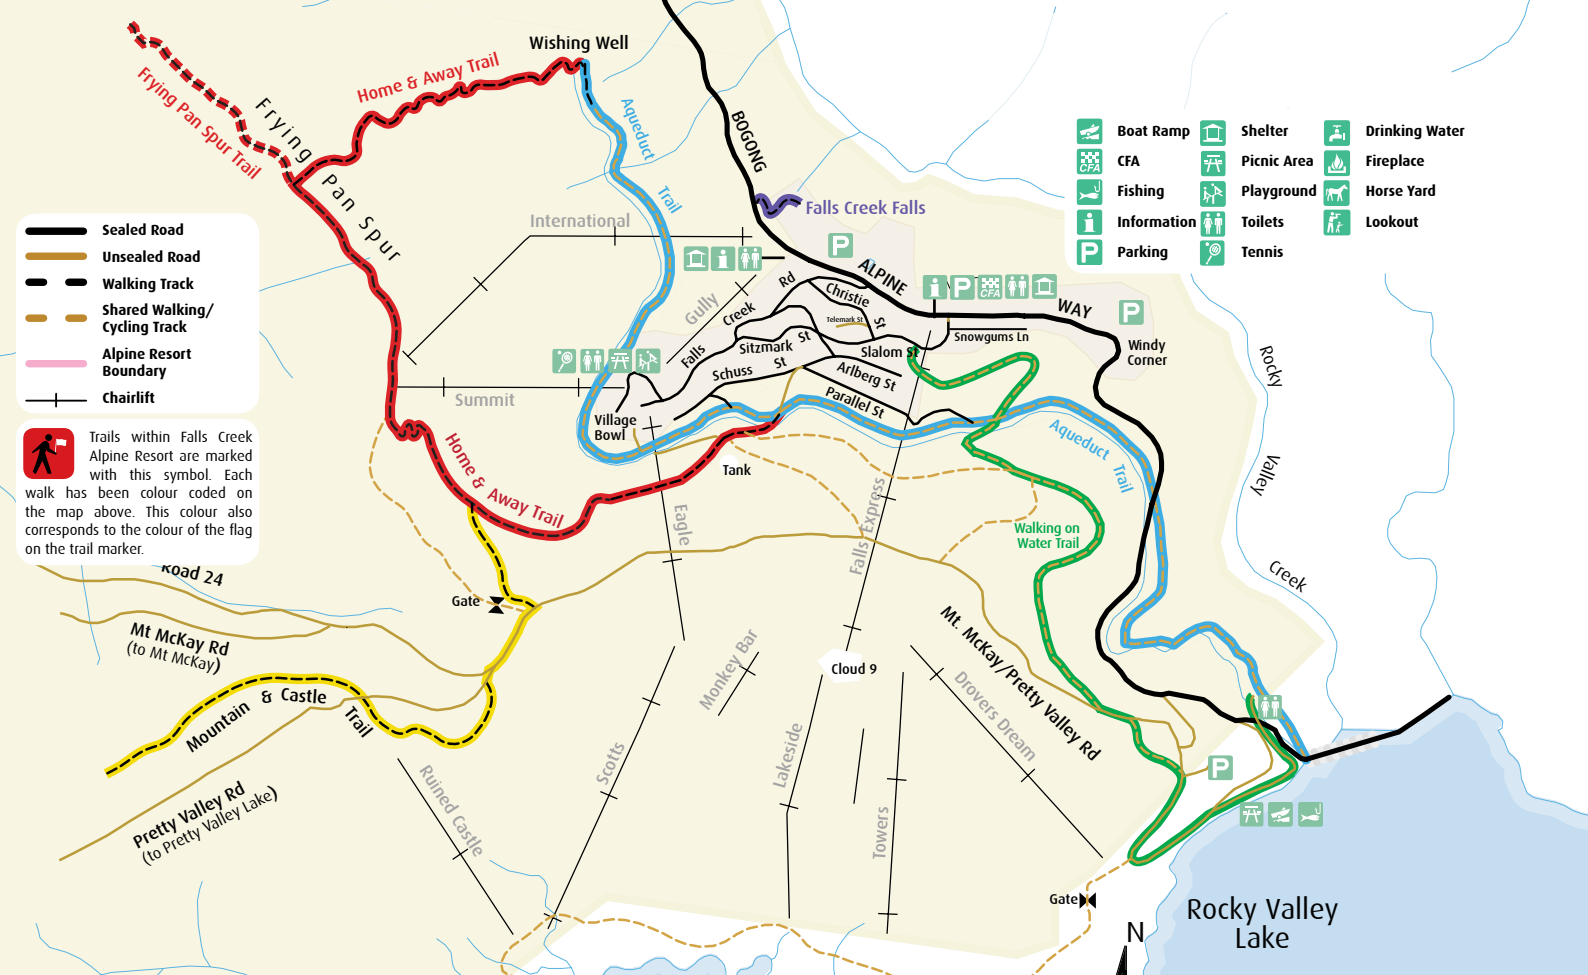 Wishing Well
Home & Away Trail
Frying Pan Spur Trail
Frying Pan Spur
Aqueduct
Trail
BOGONG
ALPINE
WAY
Falls Creek Falls
P
International
Boat Ramp
Shelter
Drinking Water
CFA
CFA
Picnic Area
Fireplace
Fishing
Playground
Horse Yard
i
Information
Toilets
Lookout
P
Parking
Tennis
Sealed Road
Unsealed Road
Walking Track
Shared Walking/
Cycling Track
Alpine Resort
Boundary
Chairlift
Trails within Falls Creek
Alpine Resort are marked
with this symbol. Each
walk has been colour coded on
the map above. This colour also
corresponds to the colour of the flag
on the trail marker.
i
i
P
CFA
P
Gully
Falls
Creek
Rd
Christie
St
Telemark St
Sitzmark St
Schuss St
Slalom St
Arlberg St
Parallel St
Snowgums Ln
Windy
Corner
Summit
Village
Bowl
Tank
Home & Away Trail
Eagle
Falls Express
Aqueduct
Trail
Walking on
Water Trail
Rocky
Valley
Creek
Road 24
Gate
Mt McKay Rd
(to Mt McKay)
Mountain & Castle Trail
Pretty Valley Rd
(to Pretty Valley Lake)
Ruined Castle
Scotts
Monkey Bar
Cloud 9
Lakeside
Towers
Drovers Dream
Mt. McKay/Pretty Valley Rd
P
Gate
Rocky Valley
Lake
N